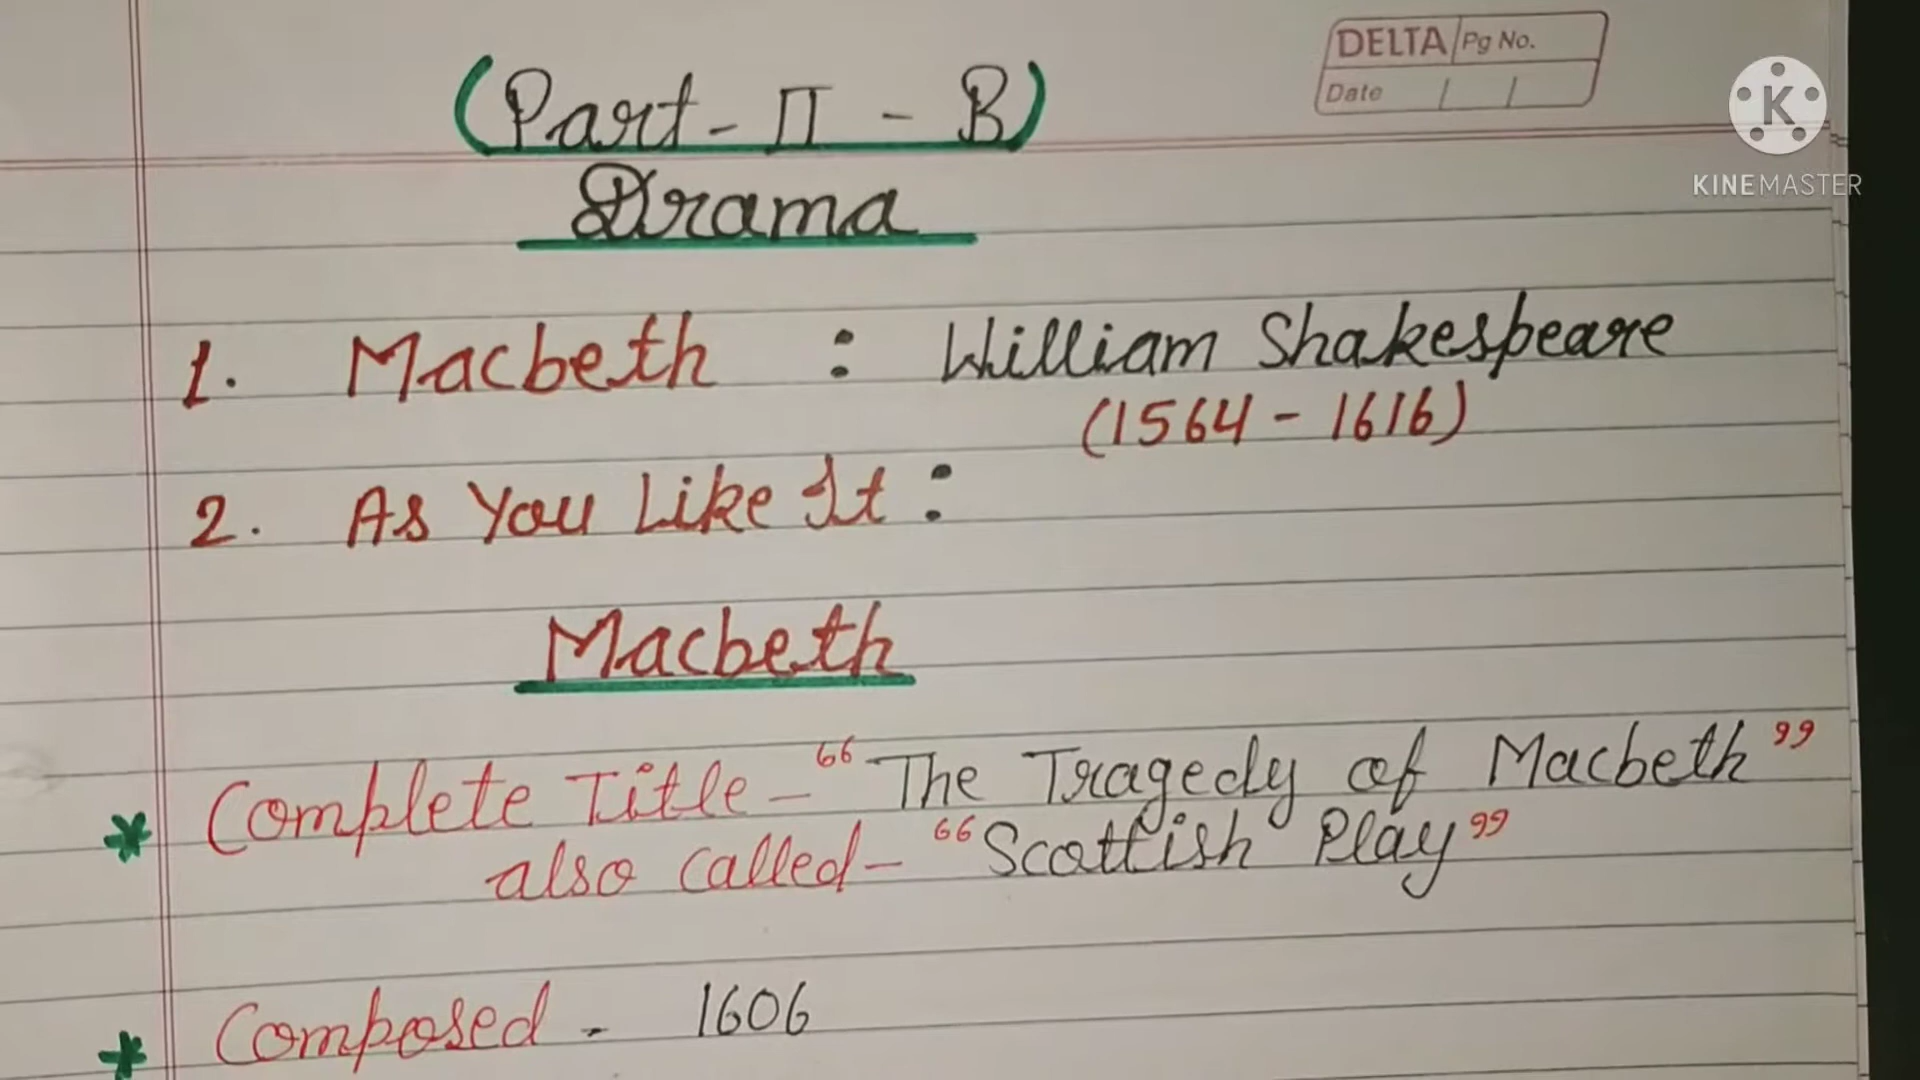 DELTA Pg No.
Date
K
KINEMASTER
(Part - II - B)
Drama
1. Macbeth : William Shakespeare
(1564 - 1616)
2. As You Like It :
Macbeth
* Complete Title - "The Tragedy of Macbeth"
also called - "Scottish Play"
* Composed - 1606